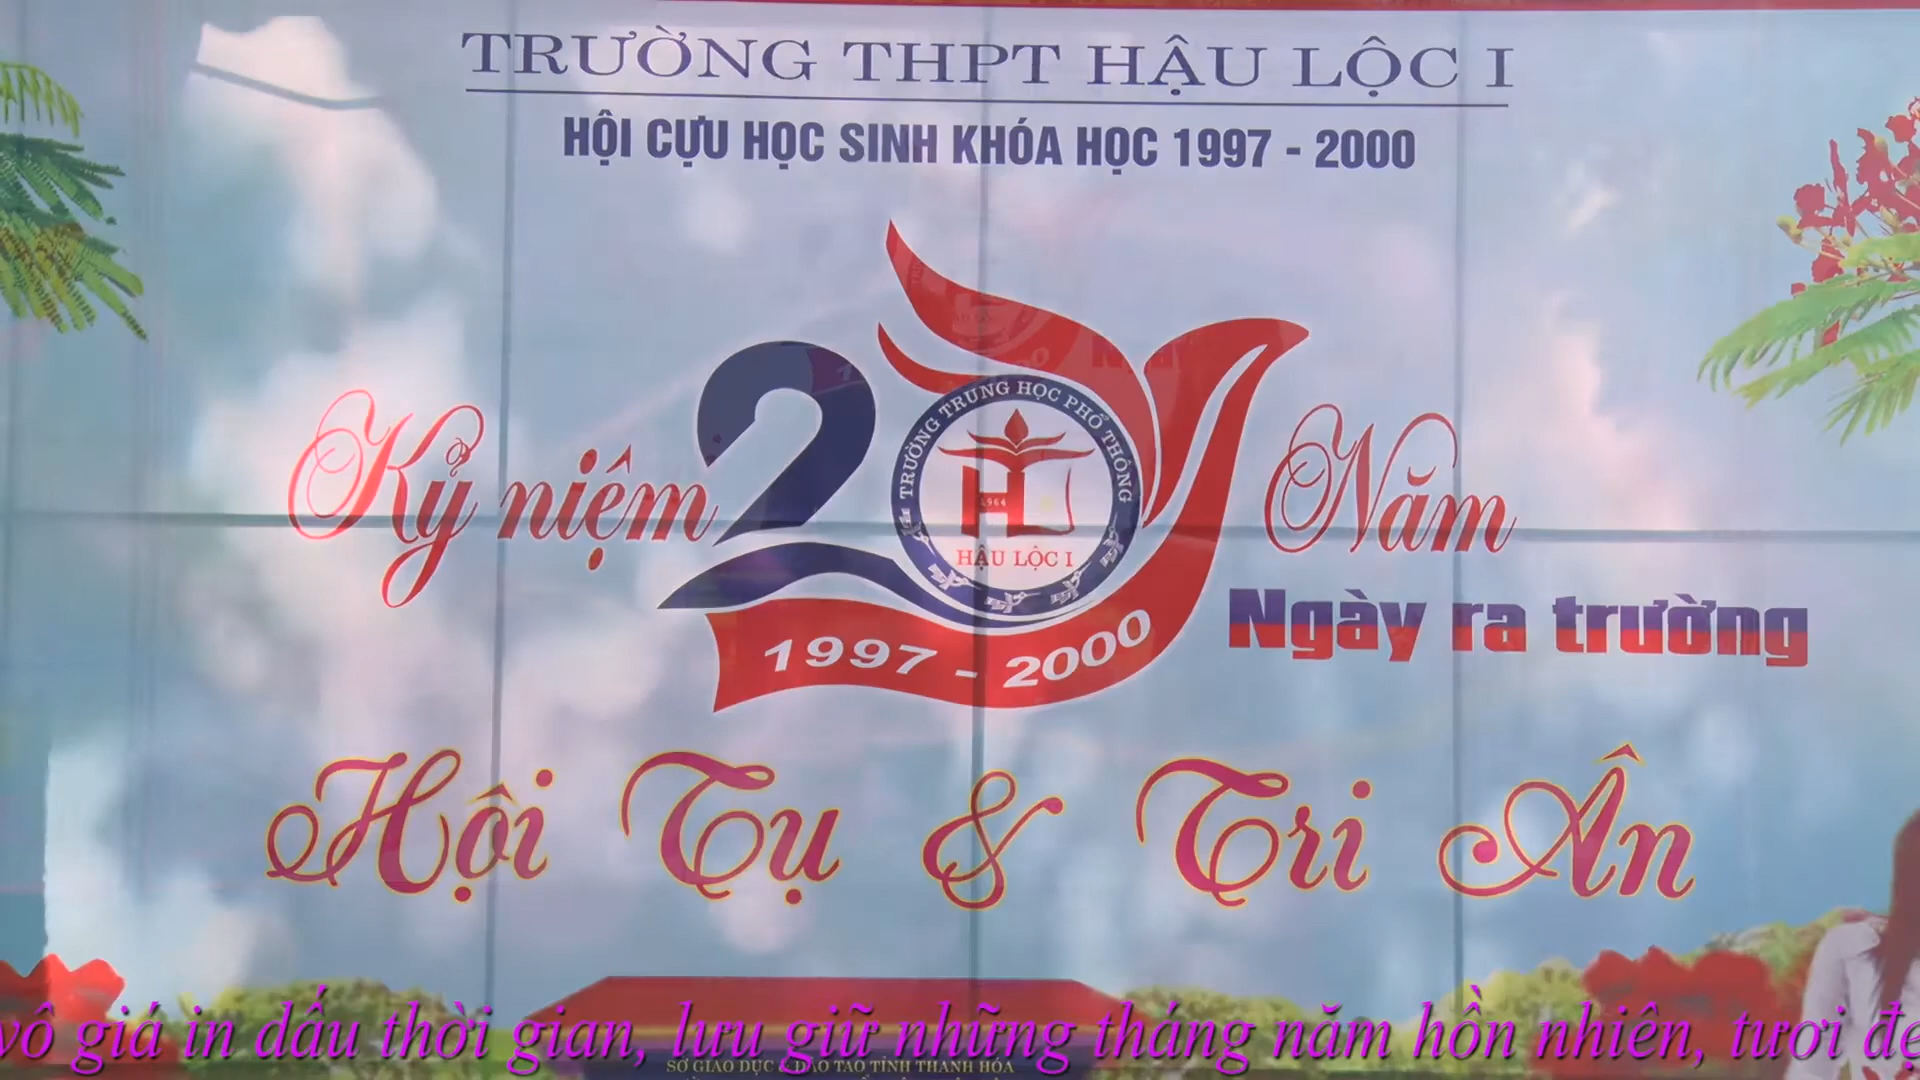 TRƯỜNG THPT HẬU LỘC I
HỘI CỰU HỌC SINH KHÓA HỌC 1997 - 2000
TRƯỜNG TRUNG HỌC PHỔ THÔNG
1964
HẬU LỘC I
Kỷ niệm 20 Năm
Ngày ra trường
1997 - 2000
Hội Tụ & Tri Ân
vô giá in dấu thời gian, lưu giữ những tháng năm hồn nhiên, tươi
SỞ GIAO DỤC & ĐÀO TẠO TỈNH THANH HÓA